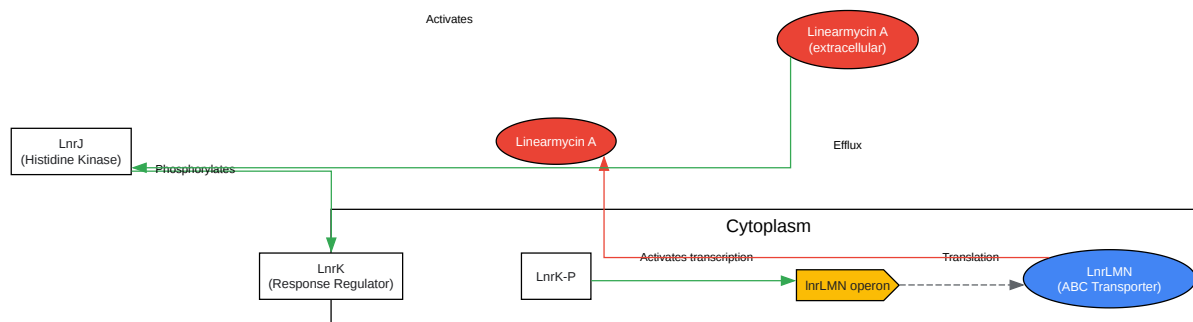 Activates
Linearmycin A
(extracellular)
LnrJ
(Histidine Kinase)
Linearmycin A
Efflux
Phosphorylates
Cytoplasm
LnrK
(Response Regulator)
LnrK-P
Activates transcription
lnrLMN operon
Translation
LnrLMN
(ABC Transporter)